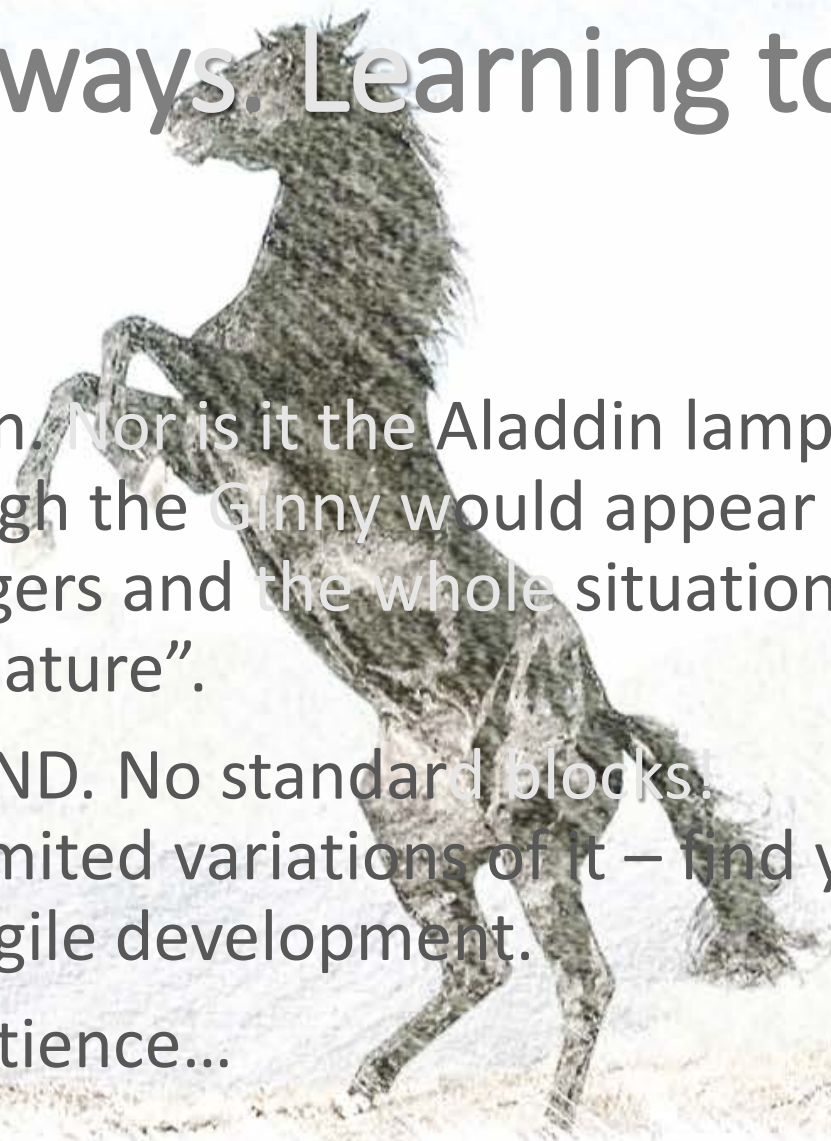 ways. Learning to
n. Nor is it the Aladdin lamp
gh the Ginny would appear
gers and the whole situation
ature”.
ND. No standard blocks!
mited variations of it – find y
gile development.
tience…